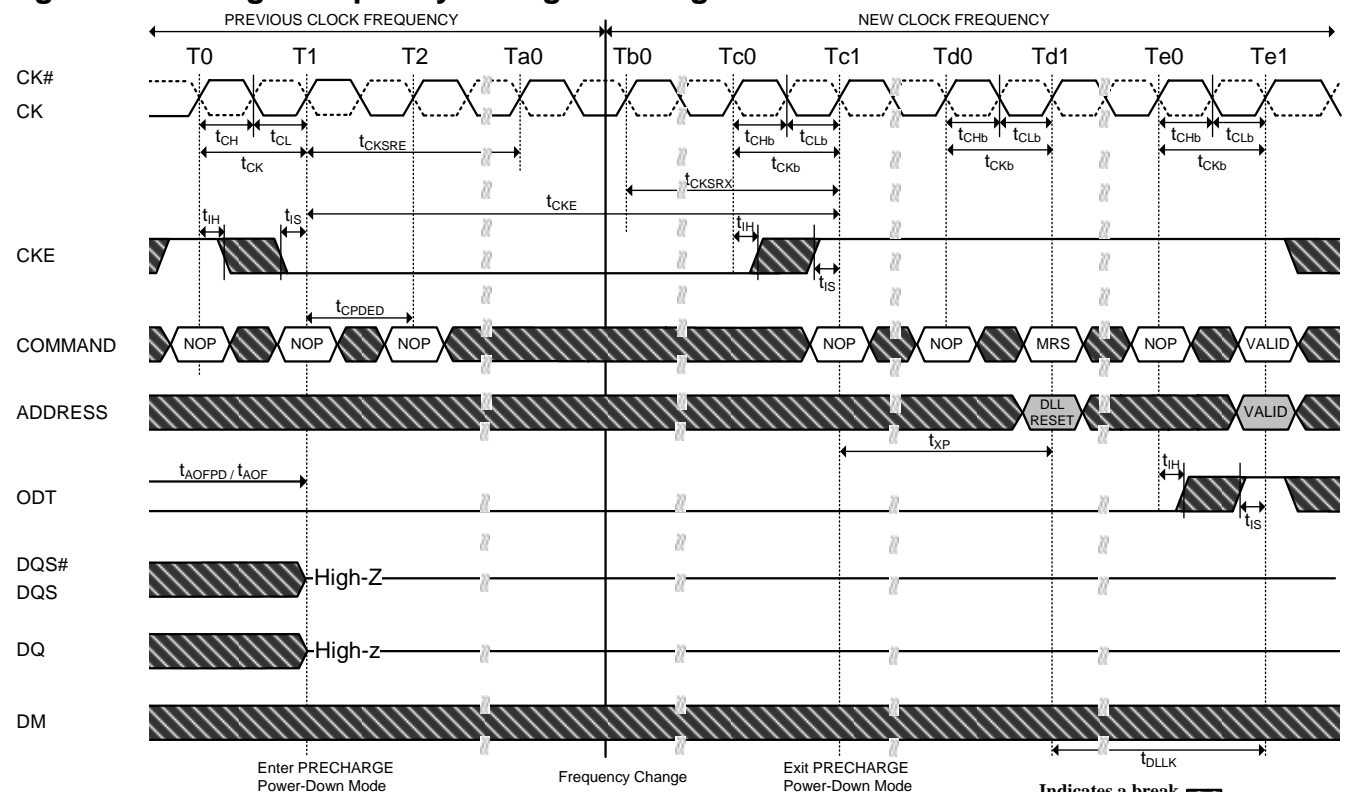 PREVIOUS CLOCK FREQUENCY NEW CLOCK FREQUENCY
T0 T1 T2 Ta0 Tb0 Tc0 Tc1 Td0 Td1 Te0 Te1
CK#
CK
tCH tCL tCHb tCLb tCHb tCLb tCHb tCLb
tCK tCKSRE tCKb tCKb tCKb
tCKSRX
tCKE
tIH tIS tIH
CKE
tIS
tCPDED
COMMAND NOP NOP NOP NOP NOP MRS NOP VALID
ADDRESS DLL RESET VALID
tXP
tAOFPD / tAOF tIH
ODT
tIS
DQS#
DQS
High-Z
DQ High-z
DM
tDLLK
Enter PRECHARGE
Power-Down Mode
Frequency Change
Exit PRECHARGE
Power-Down Mode
Indicates a break